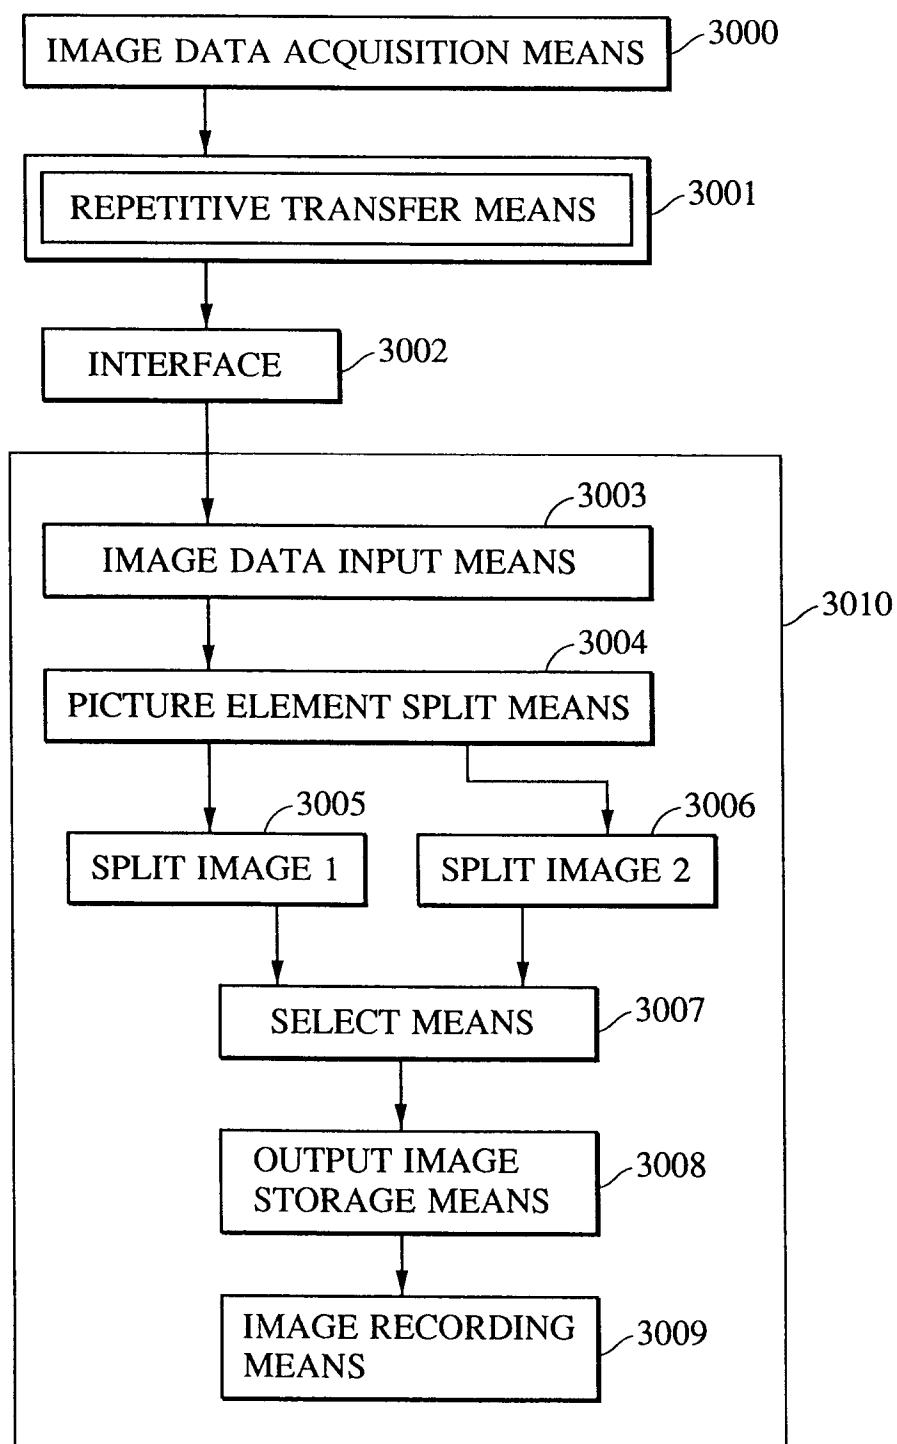 IMAGE DATA ACQUISITION MEANS
3000
REPETITIVE TRANSFER MEANS
3001
INTERFACE
3002
3003
IMAGE DATA INPUT MEANS
3010
3004
PICTURE ELEMENT SPLIT MEANS
3005
3006
SPLIT IMAGE 1
SPLIT IMAGE 2
SELECT MEANS
3007
OUTPUT IMAGE
STORAGE MEANS
3008
IMAGE RECORDING
MEANS
3009